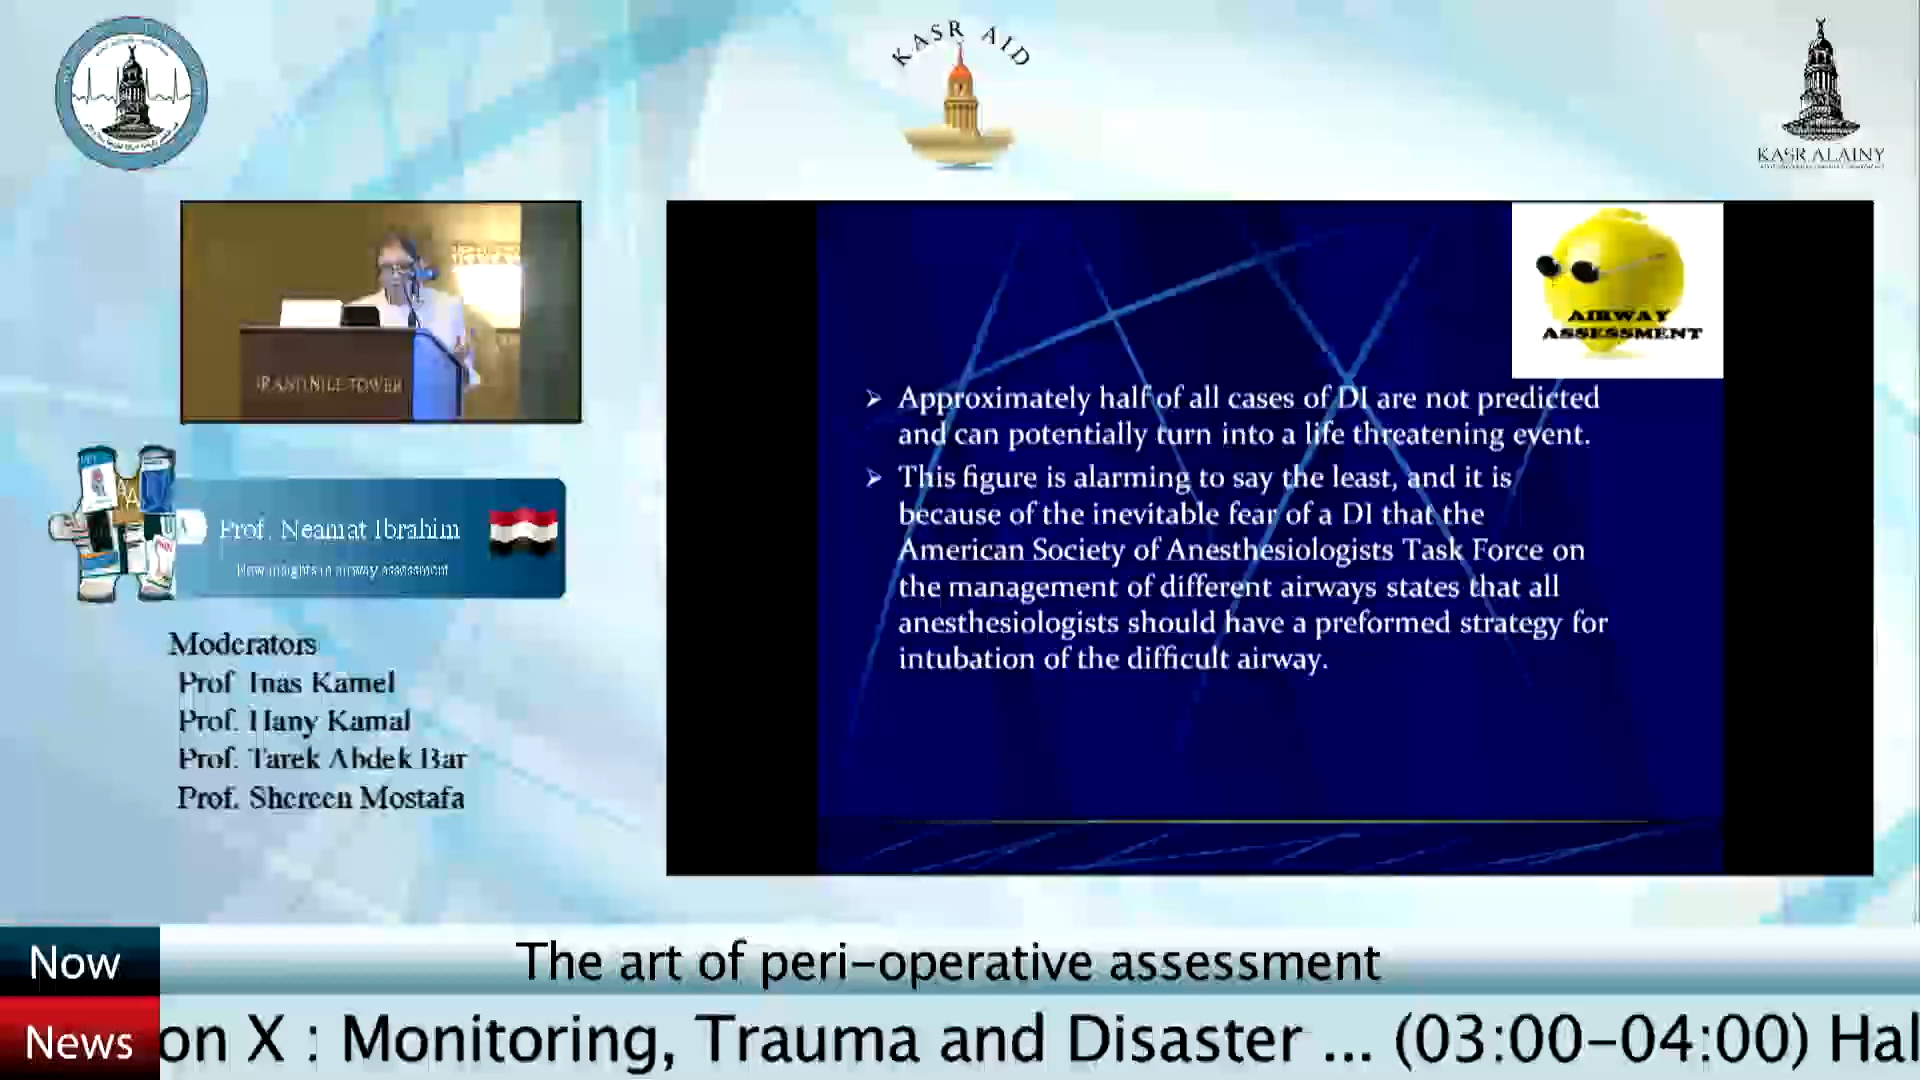 KASR AID
KASR ALAINY
AIRWAY
ASSESSMENT
GRAND NILE TOWER
➢ Approximately half of all cases of DI are not predicted
and can potentially turn into a life threatening event.
➢ This figure is alarming to say the least, and it is
because of the inevitable fear of a DI that the
American Society of Anesthesiologists Task Force on
the management of different airways states that all
anesthesiologists should have a preformed strategy for
intubation of the difficult airway.
Prof. Neamat Ibrahim
New insights in airway assessment
Moderators
Prof Inas Kamel
Prof. Hany Kamal
Prof. Tarek Abdek Bar
Prof. Shereen Mostafa
Now
The art of peri-operative assessment
News
on X : Monitoring, Trauma and Disaster ... (03:00-04:00) Hal